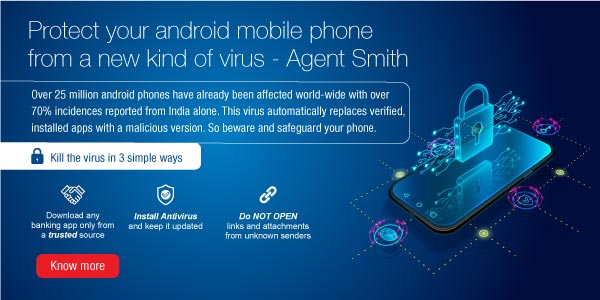 Protect your android mobile phone
from a new kind of virus - Agent Smith
Over 25 million android phones have already been affected world-wide with over
70% incidences reported from India alone. This virus automatically replaces verified,
installed apps with a malicious version. So beware and safeguard your phone.
Kill the virus in 3 simple ways
Download any
banking app only from
a trusted source
Install Antivirus
and keep it updated
Do NOT OPEN
links and attachments
from unknown senders
Know more